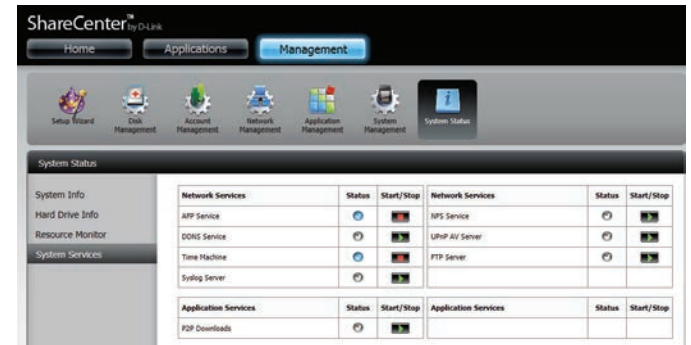 ShareCenter™ by D-Link
Home Applications Management
Setup Wizard Disk Management Account Management Network Management Application Management System Management System Status
System Status
System Info
Hard Drive Info
Resource Monitor
System Services
Network Services Status Start/Stop Network Services Status Start/Stop
AFP Service NFS Service
DDNS Service UPnP AV Server
Time Machine FTP Server
Syslog Server
Application Services Status Start/Stop Application Services Status Start/Stop
P2P Downloads